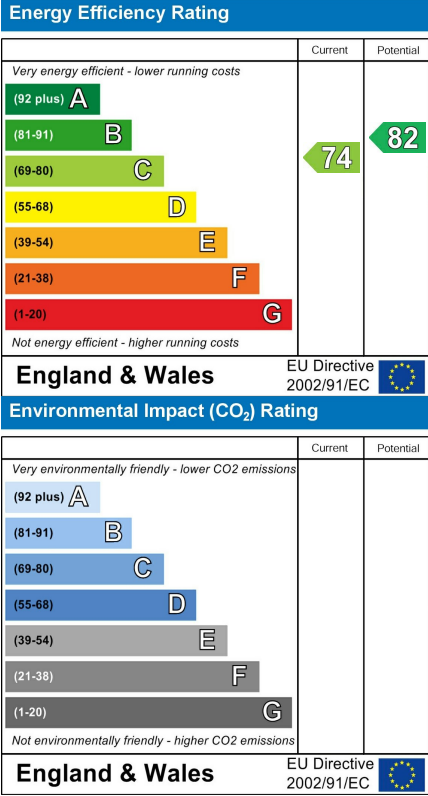 Energy Efficiency Rating
Current Potential
Very energy efficient - lower running costs
(92 plus) A
(81-91) B
82
(69-80) C
74
(55-68) D
(39-54) E
(21-38) F
(1-20) G
Not energy efficient - higher running costs
England & Wales
EU Directive
2002/91/EC
Environmental Impact (CO₂) Rating
Current Potential
Very environmentally friendly - lower CO2 emissions
(92 plus) A
(81-91) B
(69-80) C
(55-68) D
(39-54) E
(21-38) F
(1-20) G
Not environmentally friendly - higher CO2 emissions
England & Wales
EU Directive
2002/91/EC